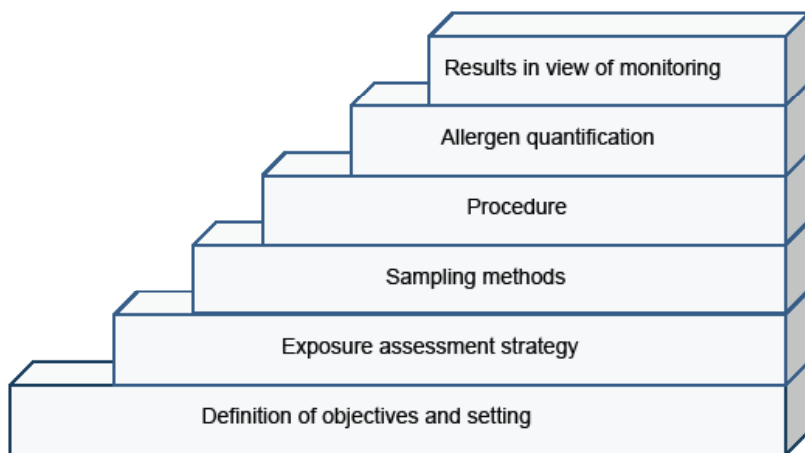 Results in view of monitoring
Allergen quantification
Procedure
Sampling methods
Exposure assessment strategy
Definition of objectives and setting